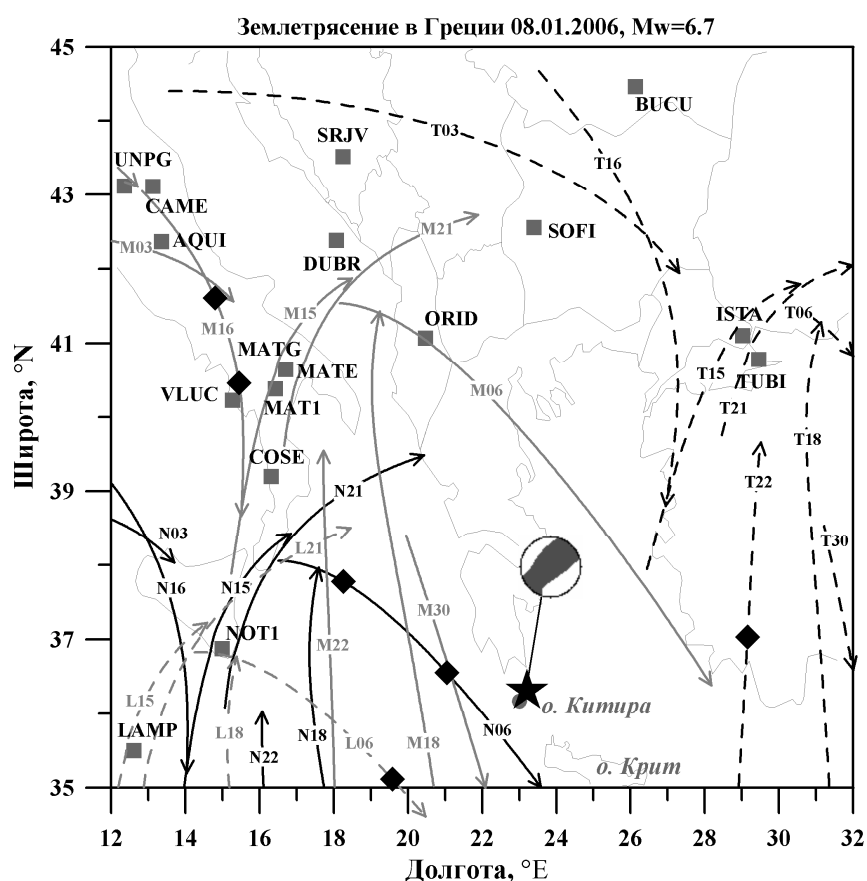 Землетрясение в Греции 08.01.2006, Mw=6.7
45
BUCU
T03
SRJV
T16
UNPG
43
CAME
M21
AQUI
SOFI
M03
DUBR
M15
ISTA
T06
M16
ORID
41
MATG
MATE
T15
TUBI
VLUC
MAT1
M06
T21
T18
COSE
39
N21
T22
N03
L21
T30
N16
N15
M30
M22
37
NOT1
L15
о. Китира
LAMP
L18
N18
L06
M18
N06
N22
о. Крит
35
12 14 16 18 20 22 24 26 28 30 32
Широта, °N
Долгота, °E